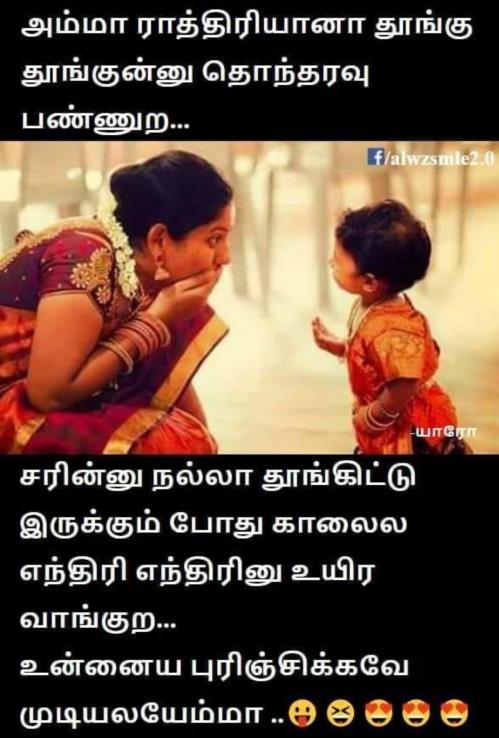 அம்மா ராத்திரியானா தூங்கு
தூங்குன்னு தொந்தரவு
பண்ணுற...
f/alwzsmle2.0
-யாரோ
சரின்னு நல்லா தூங்கிட்டு
இருக்கும் போது காலைல
எந்திரி எந்திரினு உயிர
வாங்குற...
உன்னைய புரிஞ்சிக்கவே
முடியலயேம்மா ..😛😆😍😍😍